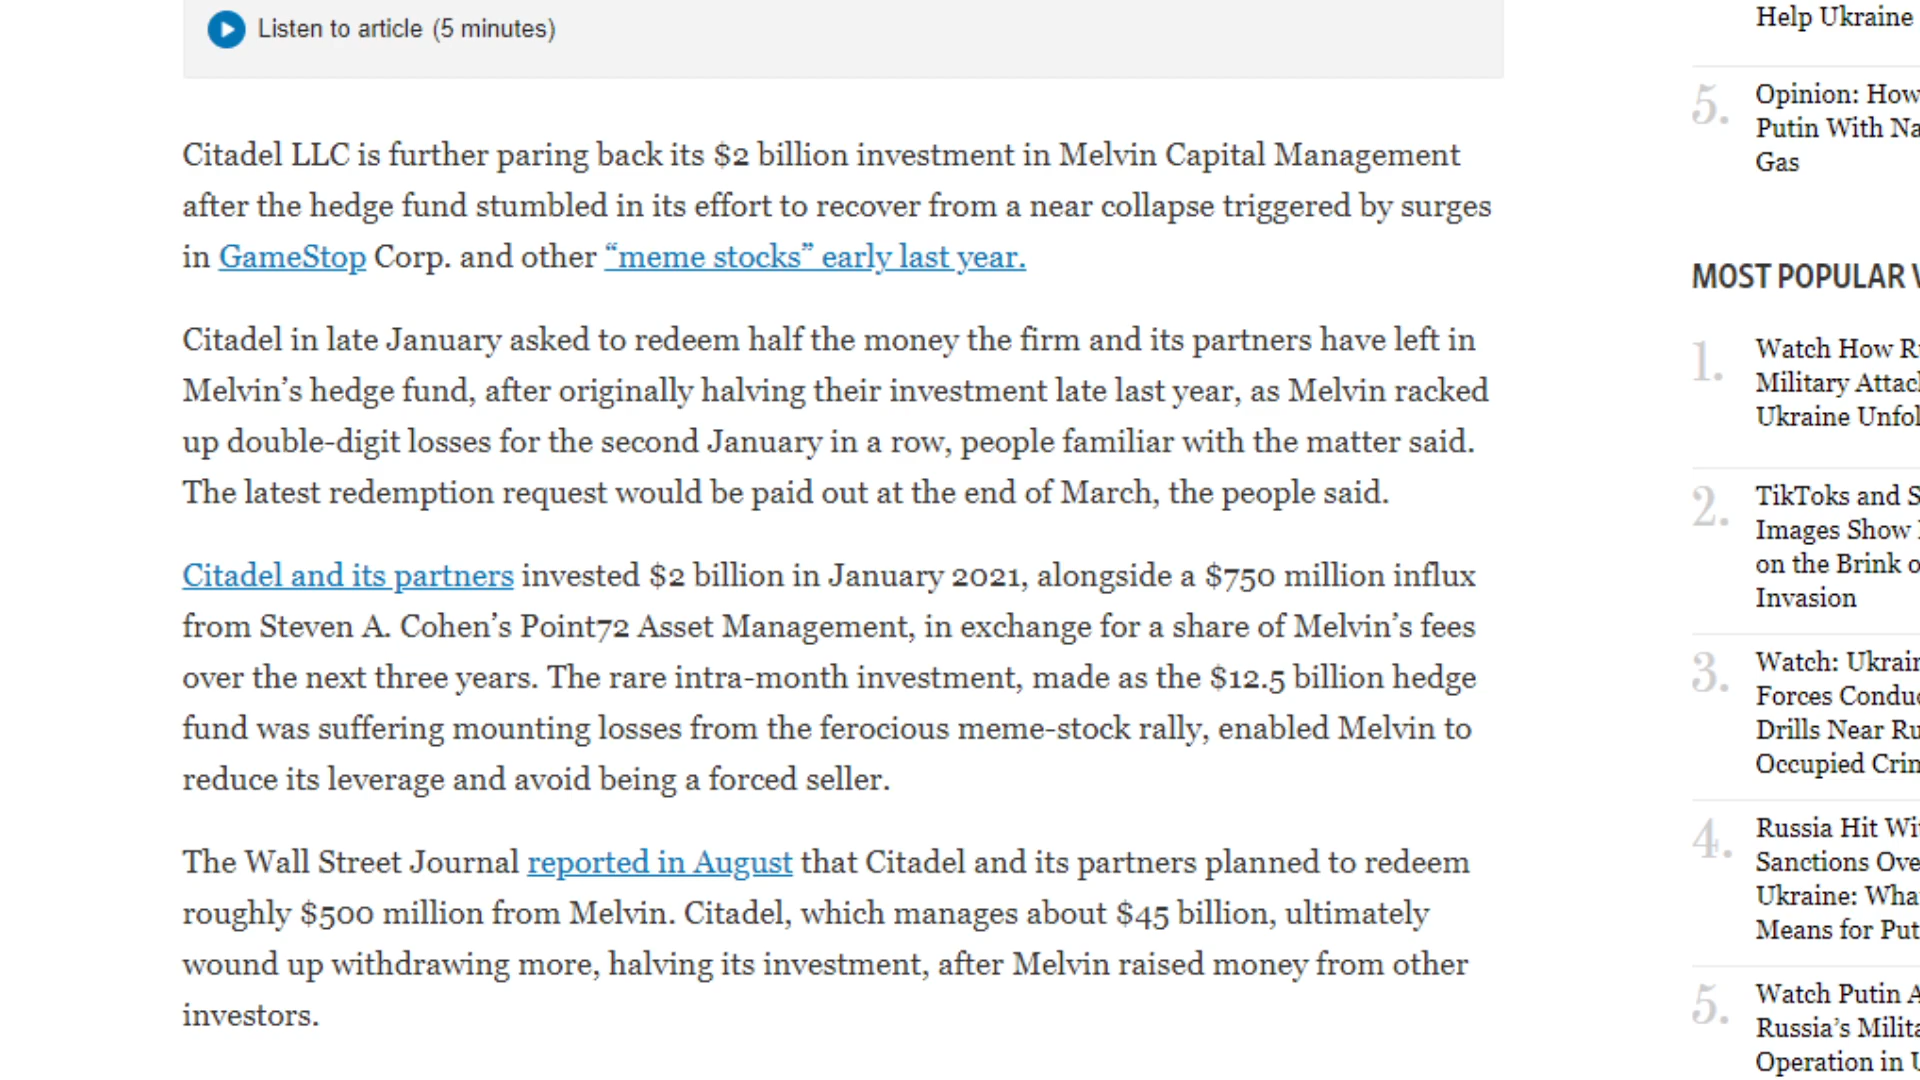 Listen to article (5 minutes)
Citadel LLC is further paring back its $2 billion investment in Melvin Capital Management
after the hedge fund stumbled in its effort to recover from a near collapse triggered by surges
in GameStop Corp. and other “meme stocks” early last year.
Citadel in late January asked to redeem half the money the firm and its partners have left in
Melvin’s hedge fund, after originally halving their investment late last year, as Melvin racked
up double-digit losses for the second January in a row, people familiar with the matter said.
The latest redemption request would be paid out at the end of March, the people said.
Citadel and its partners invested $2 billion in January 2021, alongside a $750 million influx
from Steven A. Cohen’s Point72 Asset Management, in exchange for a share of Melvin’s fees
over the next three years. The rare intra-month investment, made as the $12.5 billion hedge
fund was suffering mounting losses from the ferocious meme-stock rally, enabled Melvin to
reduce its leverage and avoid being a forced seller.
The Wall Street Journal reported in August that Citadel and its partners planned to redeem
roughly $500 million from Melvin. Citadel, which manages about $45 billion, ultimately
wound up withdrawing more, halving its investment, after Melvin raised money from other
investors.
Help Ukraine
5. Opinion: How
Putin With
Gas
MOST POPULAR
1. Watch How
Military
Ukraine
2. TikToks and
Images Show
on the Brink
Invasion
3. Watch:
Forces
Drills Near
Occupied
4. Russia Hit
Sanctions
Ukraine:
Means for
5. Watch Putin
Russia’s
Operation in